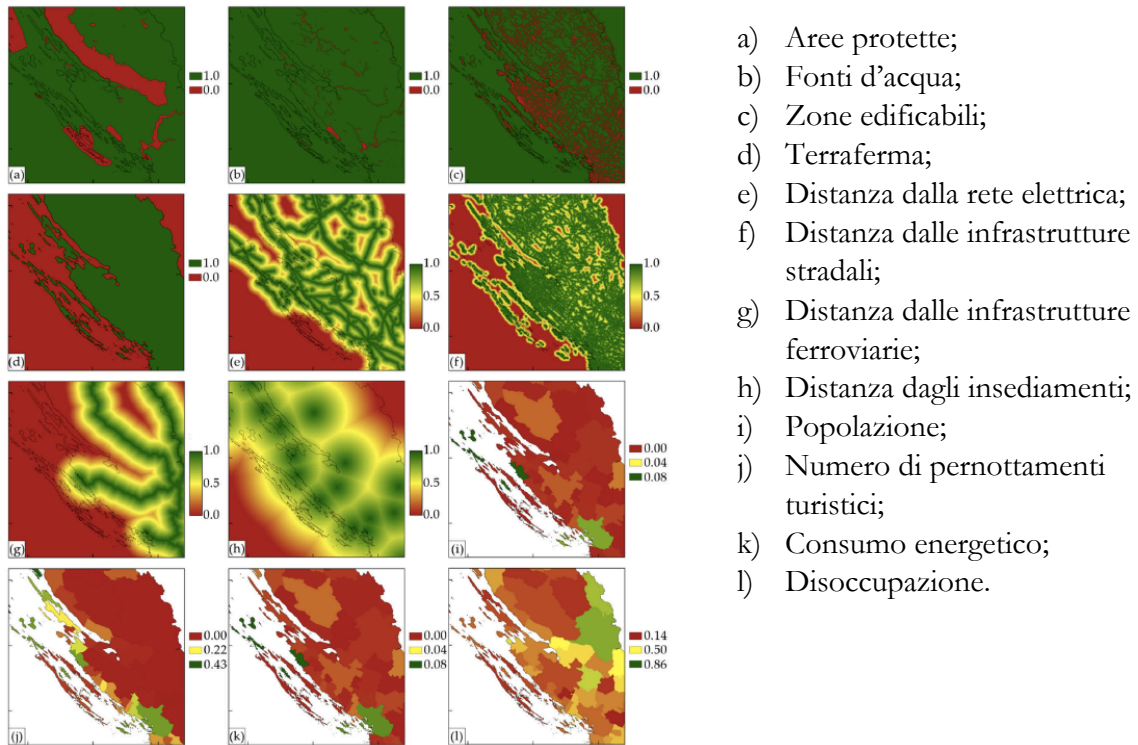 1.0
0.0
(a)
1.0
0.0
(b)
1.0
0.0
(c)
1.0
0.0
(d)
1.0
0.5
0.0
(e)
1.0
0.5
0.0
(f)
1.0
0.5
0.0
(g)
1.0
0.5
0.0
(h)
0.00
0.04
0.08
(i)
0.00
0.22
0.43
(j)
0.00
0.04
0.08
(k)
0.14
0.50
0.86
(l)
a) Aree protette;
b) Fonti d’acqua;
c) Zone edificabili;
d) Terraferma;
e) Distanza dalla rete elettrica;
f) Distanza dalle infrastrutture
stradali;
g) Distanza dalle infrastrutture
ferroviarie;
h) Distanza dagli insediamenti;
i) Popolazione;
j) Numero di pernottamenti
turistici;
k) Consumo energetico;
l) Disoccupazione.